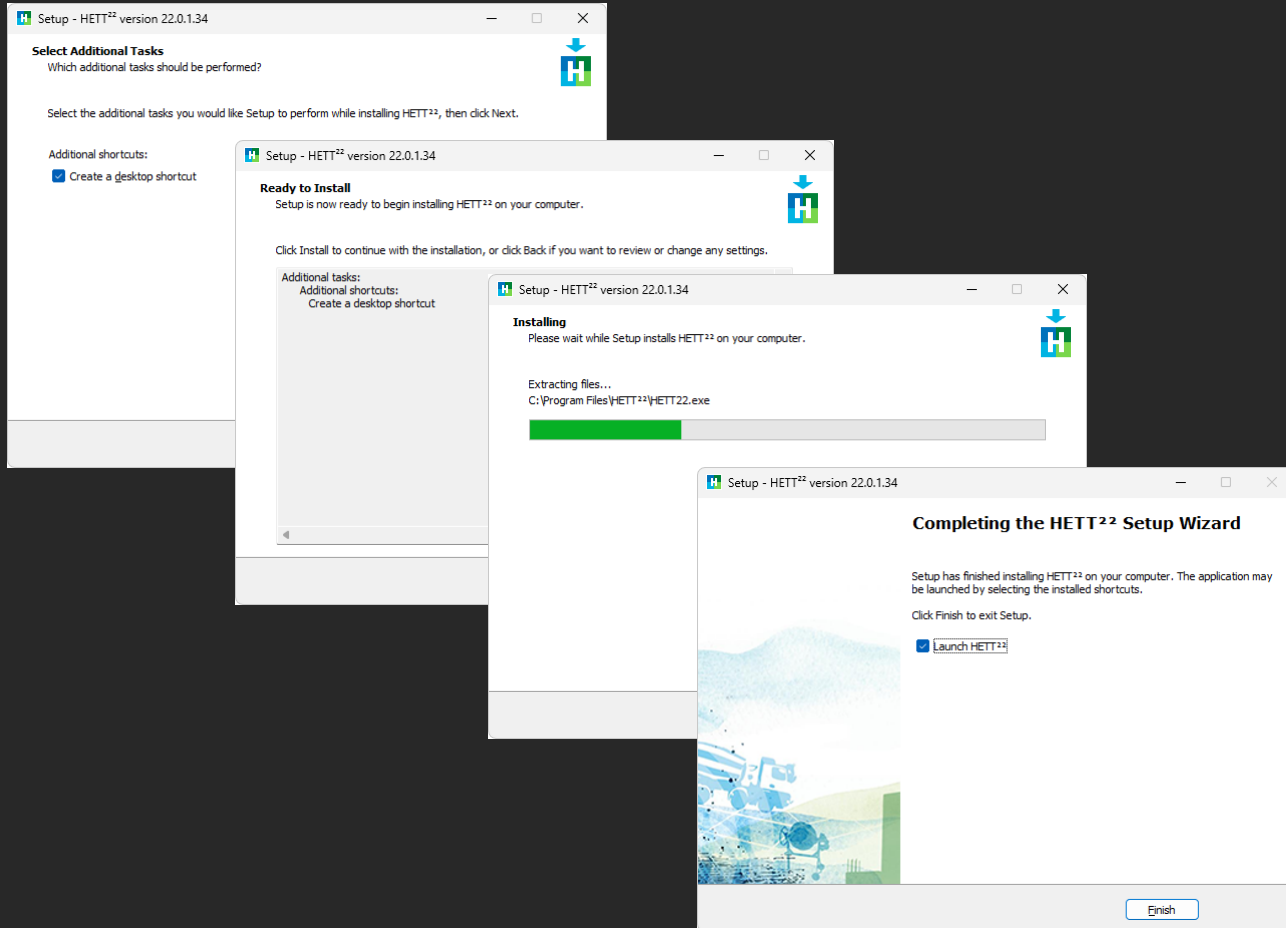 Setup - HETT²² version 22.0.1.34
Select Additional Tasks
Which additional tasks should be performed?
H
Select the additional tasks you would like Setup to perform while installing HETT²², then click Next.
Additional shortcuts:
Create a desktop shortcut
Setup - HETT²² version 22.0.1.34
Ready to Install
Setup is now ready to begin installing HETT²² on your computer.
H
Click Install to continue with the installation, or click Back if you want to review or change any settings.
Additional tasks:
Additional shortcuts:
Create a desktop shortcut
Setup - HETT²² version 22.0.1.34
Installing
Please wait while Setup installs HETT²² on your computer.
H
Extracting files...
C:\Program Files\HETT²²\HETT22.exe
Setup - HETT²² version 22.0.1.34
Completing the HETT²² Setup Wizard
Setup has finished installing HETT²² on your computer. The application may
be launched by selecting the installed shortcuts.
Click Finish to exit Setup.
Launch HETT²²
Finish